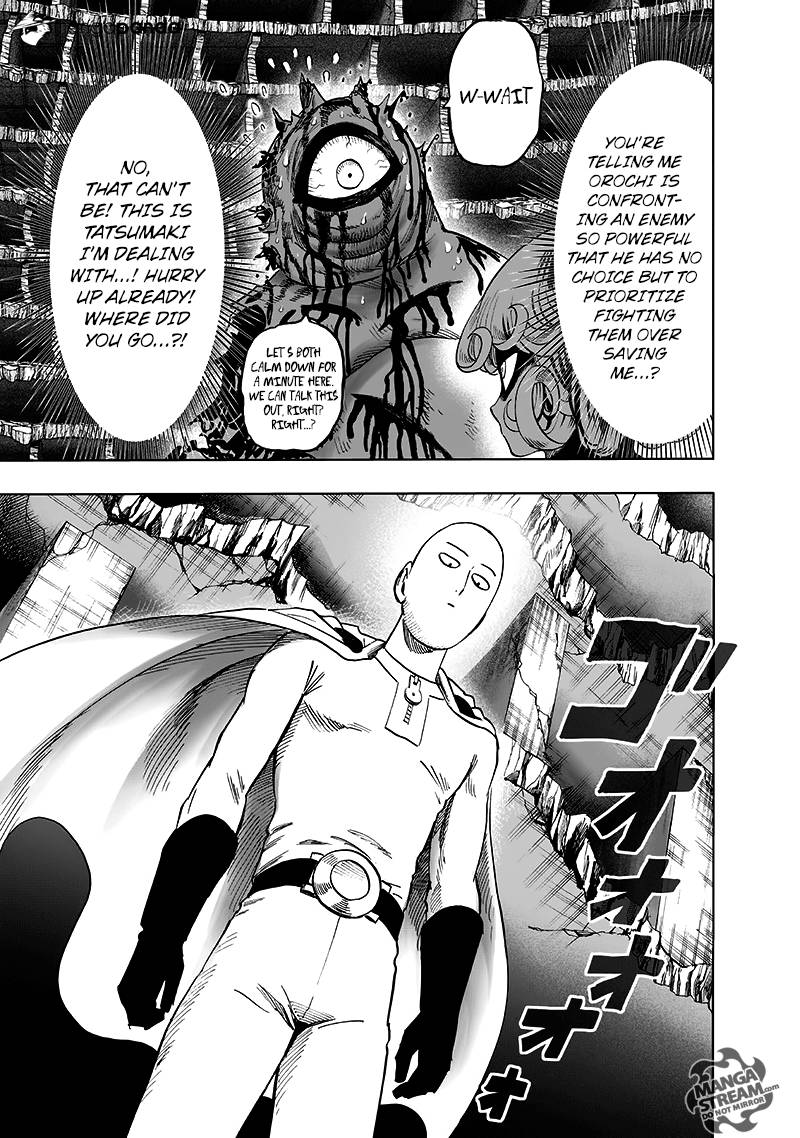 W-WAIT
YOU'RE
TELLING ME
OROCHI IS
CONFRONT-
ING AN ENEMY
SO POWERFUL
THAT HE HAS NO
CHOICE BUT TO
PRIORITIZE
FIGHTING
THEM OVER
SAVING
ME...?
NO,
THAT CAN'T
BE! THIS IS
TATSUMAKI
I'M DEALING
WITH...! HURRY
UP ALREADY!
WHERE DID
YOU GO...?!
LET'S BOTH
CALM DOWN FOR
A MINUTE HERE.
WE CAN TALK THIS
OUT, RIGHT?
RIGHT...?
ゴオオオオオオ
MANGA
STREAM.com
DO NOT MIRROR